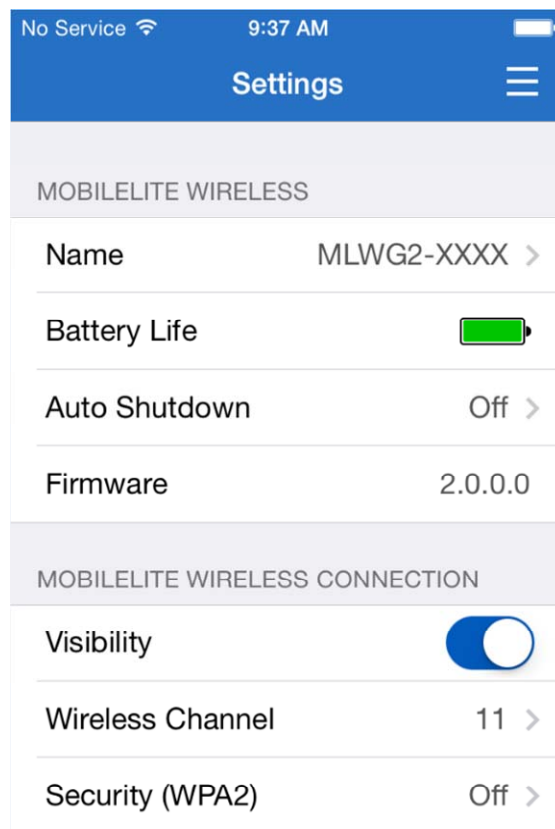 No Service 9:37 AM
Settings
MOBILELITE WIRELESS
Name MLWG2-XXXX
Battery Life
Auto Shutdown Off
Firmware 2.0.0.0
MOBILELITE WIRELESS CONNECTION
Visibility
Wireless Channel 11
Security (WPA2) Off